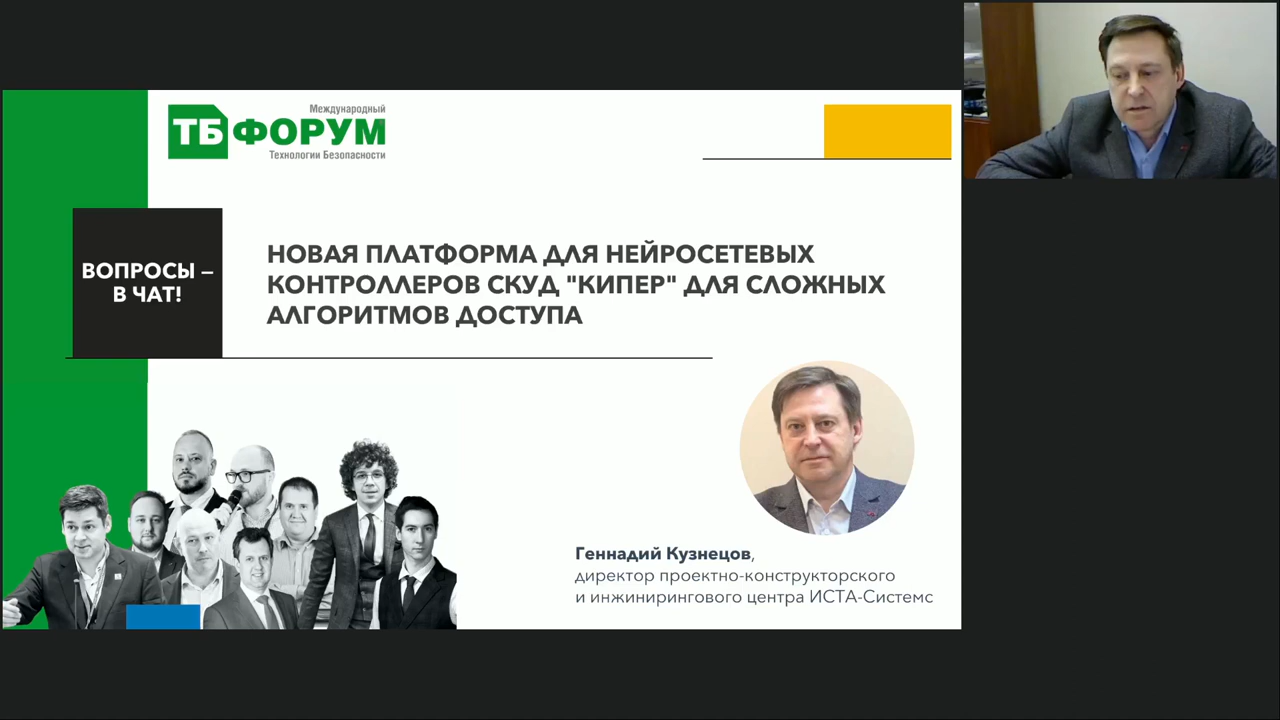 Международный
ТБ ФОРУМ
Технологии Безопасности
ВОПРОСЫ –
В ЧАТ!
НОВАЯ ПЛАТФОРМА ДЛЯ НЕЙРОСЕТЕВЫХ
КОНТРОЛЛЕРОВ СКУД "КИПЕР" ДЛЯ СЛОЖНЫХ
АЛГОРИТМОВ ДОСТУПА
Геннадий Кузнецов,
директор проектно-конструкторского
и инжинирингового центра ИСТА-Системс